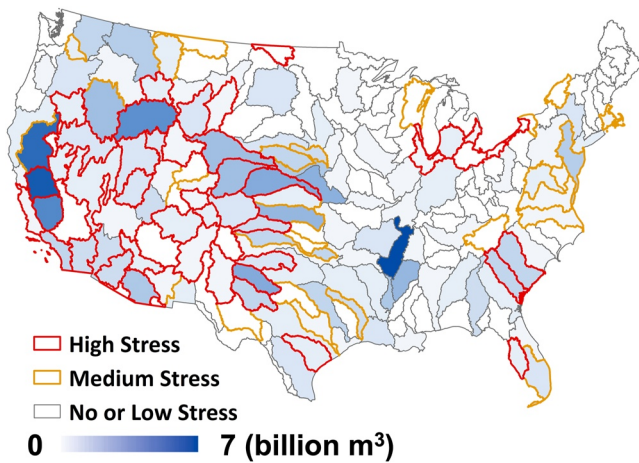 High Stress
Medium Stress
No or Low Stress
0 7 (billion m³)